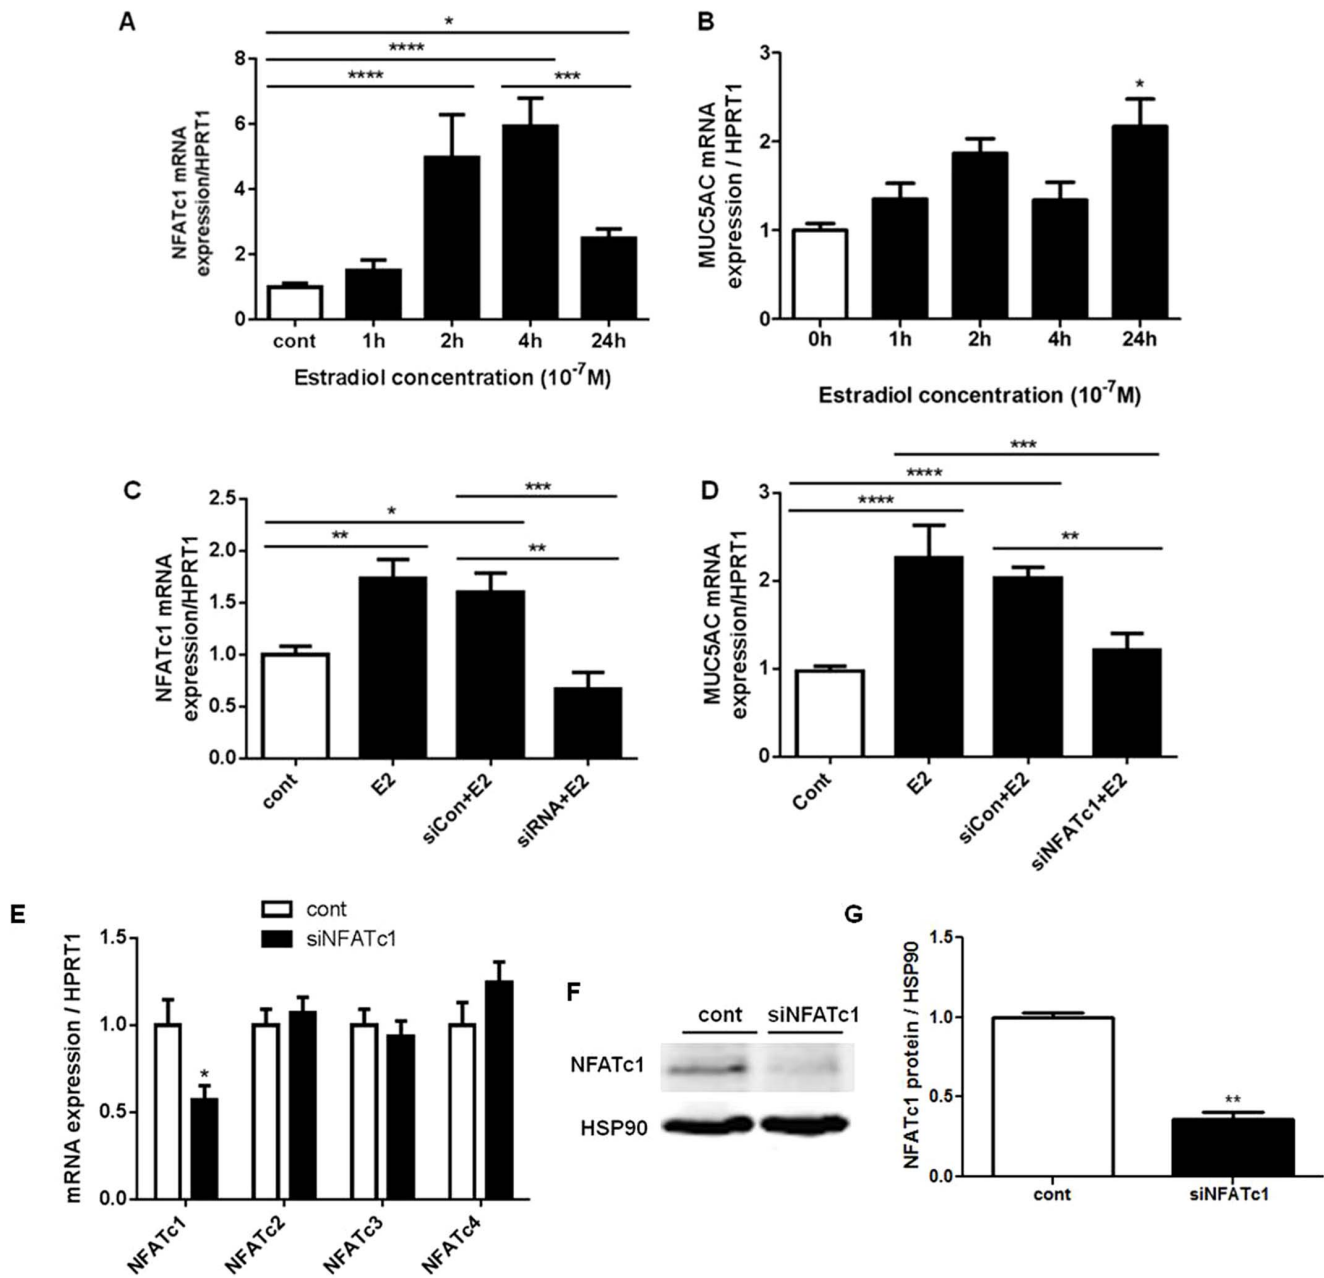 A
*
****
****
***
NFATc1 mRNA
expression/HPRT1
8
6
4
2
0
cont 1h 2h 4h 24h
Estradiol concentration (10⁻⁷M)
B
*
MUC5AC mRNA
expression / HPRT1
3
2
1
0
0h 1h 2h 4h 24h
Estradiol concentration (10⁻⁷M)
C
***
*
**
**
NFATc1 mRNA
expression/HPRT1
2.5
2.0
1.5
1.0
0.5
0.0
cont E2 siCon+E2 siRNA+E2
D
***
****
****
**
MUC5AC mRNA
expression/HPRT1
3
2
1
0
Cont E2 siCon+E2 siNFATc1+E2
E
cont
siNFATc1
mRNA expression / HPRT1
1.5
1.0
0.5
0.0
*
NFATc1 NFATc2 NFATc3 NFATc4
F
cont siNFATc1
NFATc1
HSP90
G
NFATc1 protein / HSP90
1.5
1.0
0.5
0.0
**
cont siNFATc1